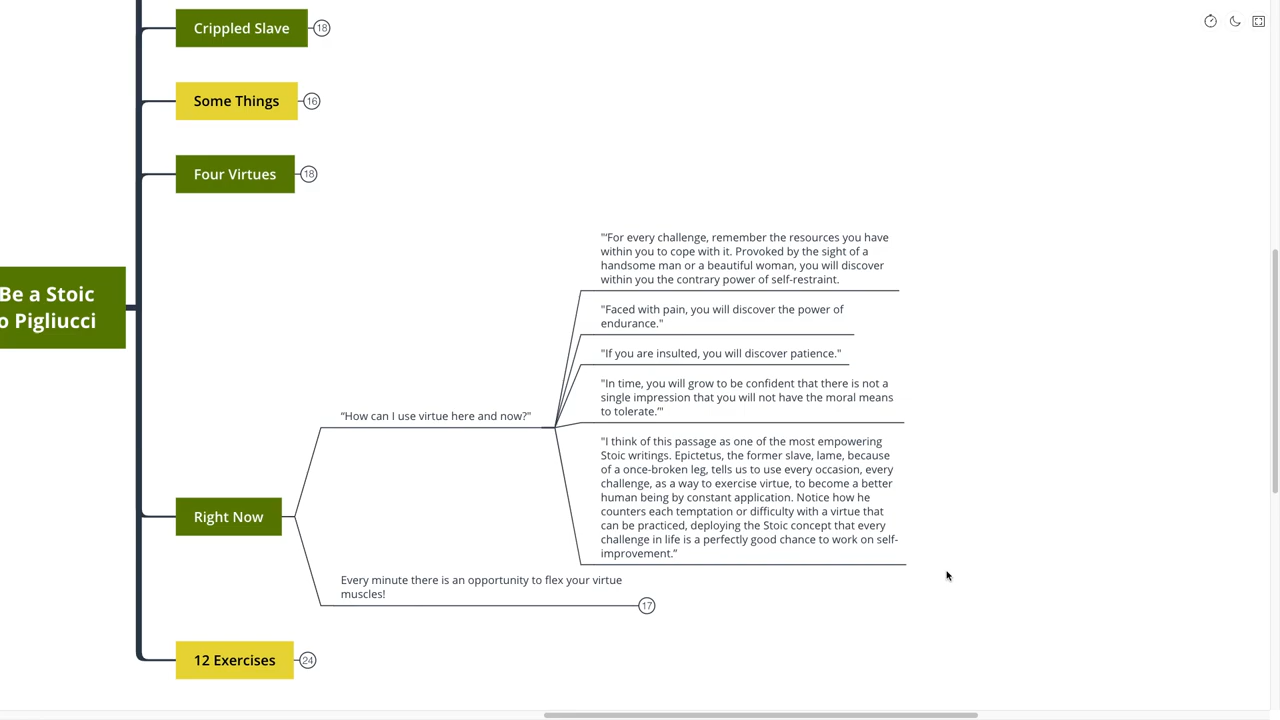 Crippled Slave
18
Some Things
16
Four Virtues
18
Be a Stoic
o Pigliucci
"‘For every challenge, remember the resources you have
within you to cope with it. Provoked by the sight of a
handsome man or a beautiful woman, you will discover
within you the contrary power of self-restraint.
"Faced with pain, you will discover the power of
endurance."
"If you are insulted, you will discover patience."
"In time, you will grow to be confident that there is not a
single impression that you will not have the moral means
to tolerate.’"
“How can I use virtue here and now?"
"I think of this passage as one of the most empowering
Stoic writings. Epictetus, the former slave, lame, because
of a once-broken leg, tells us to use every occasion, every
challenge, as a way to exercise virtue, to become a better
human being by constant application. Notice how he
counters each temptation or difficulty with a virtue that
can be practiced, deploying the Stoic concept that every
challenge in life is a perfectly good chance to work on self-
improvement.”
Right Now
Every minute there is an opportunity to flex your virtue
muscles!
17
12 Exercises
24